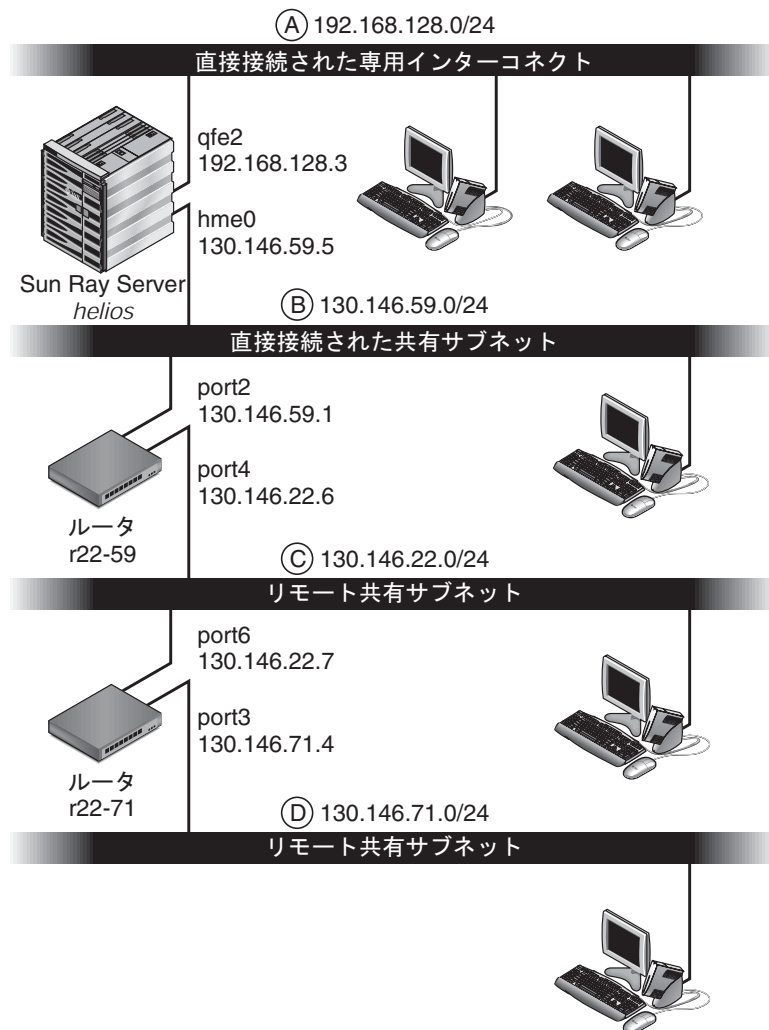 Ⓐ 192.168.128.0/24
直接接続された専用インターコネクト
qfe2
192.168.128.3
hme0
130.146.59.5
Sun Ray Server
helios
Ⓑ 130.146.59.0/24
直接接続された共有サブネット
port2
130.146.59.1
port4
130.146.22.6
ルータ
r22-59
Ⓒ 130.146.22.0/24
リモート共有サブネット
port6
130.146.22.7
port3
130.146.71.4
ルータ
r22-71
Ⓓ 130.146.71.0/24
リモート共有サブネット